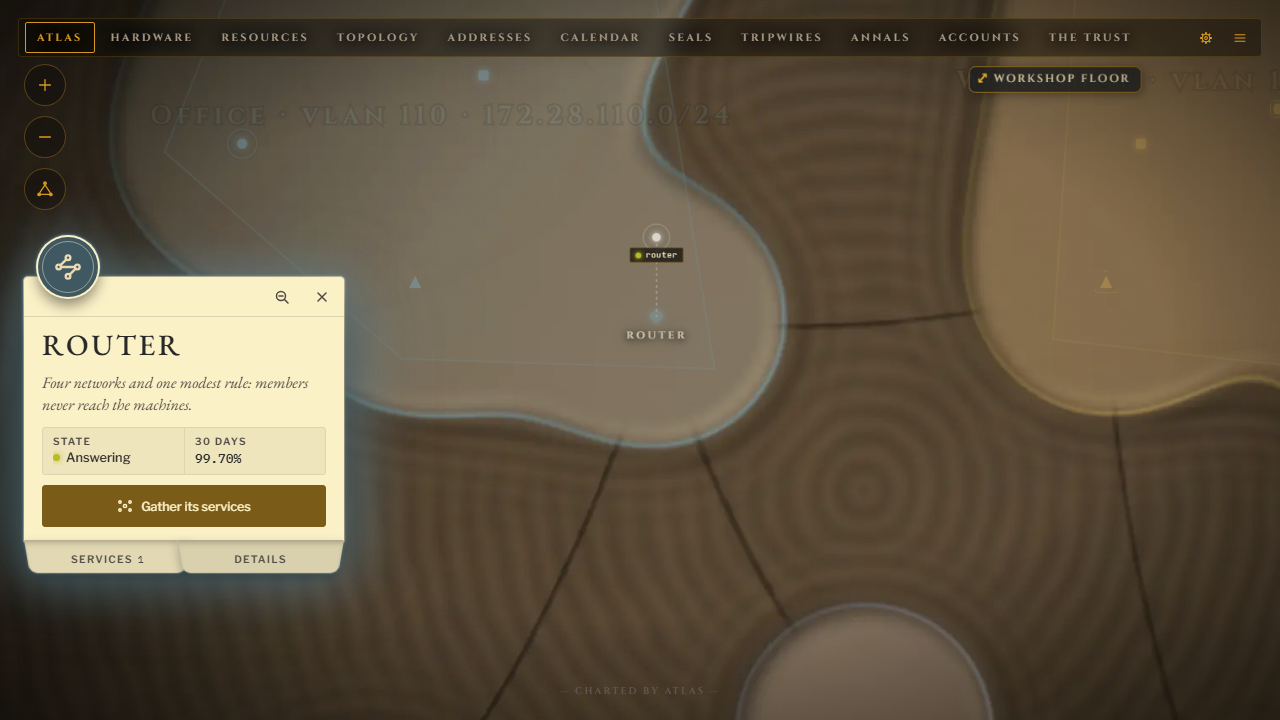 ATLAS HARDWARE RESOURCES TOPOLOGY ADDRESSES CALENDAR SEALS TRIPWIRES ANNALS ACCOUNTS THE TRUST
WORKSHOP FLOOR
· VLAN
OFFICE · VLAN 110 · 172.28.110.0/24
router
ROUTER
ROUTER
Four networks and one modest rule: members
never reach the machines.
STATE
Answering
30 DAYS
99.70%
Gather its services
SERVICES 1
DETAILS
— CHARTED BY ATLAS —